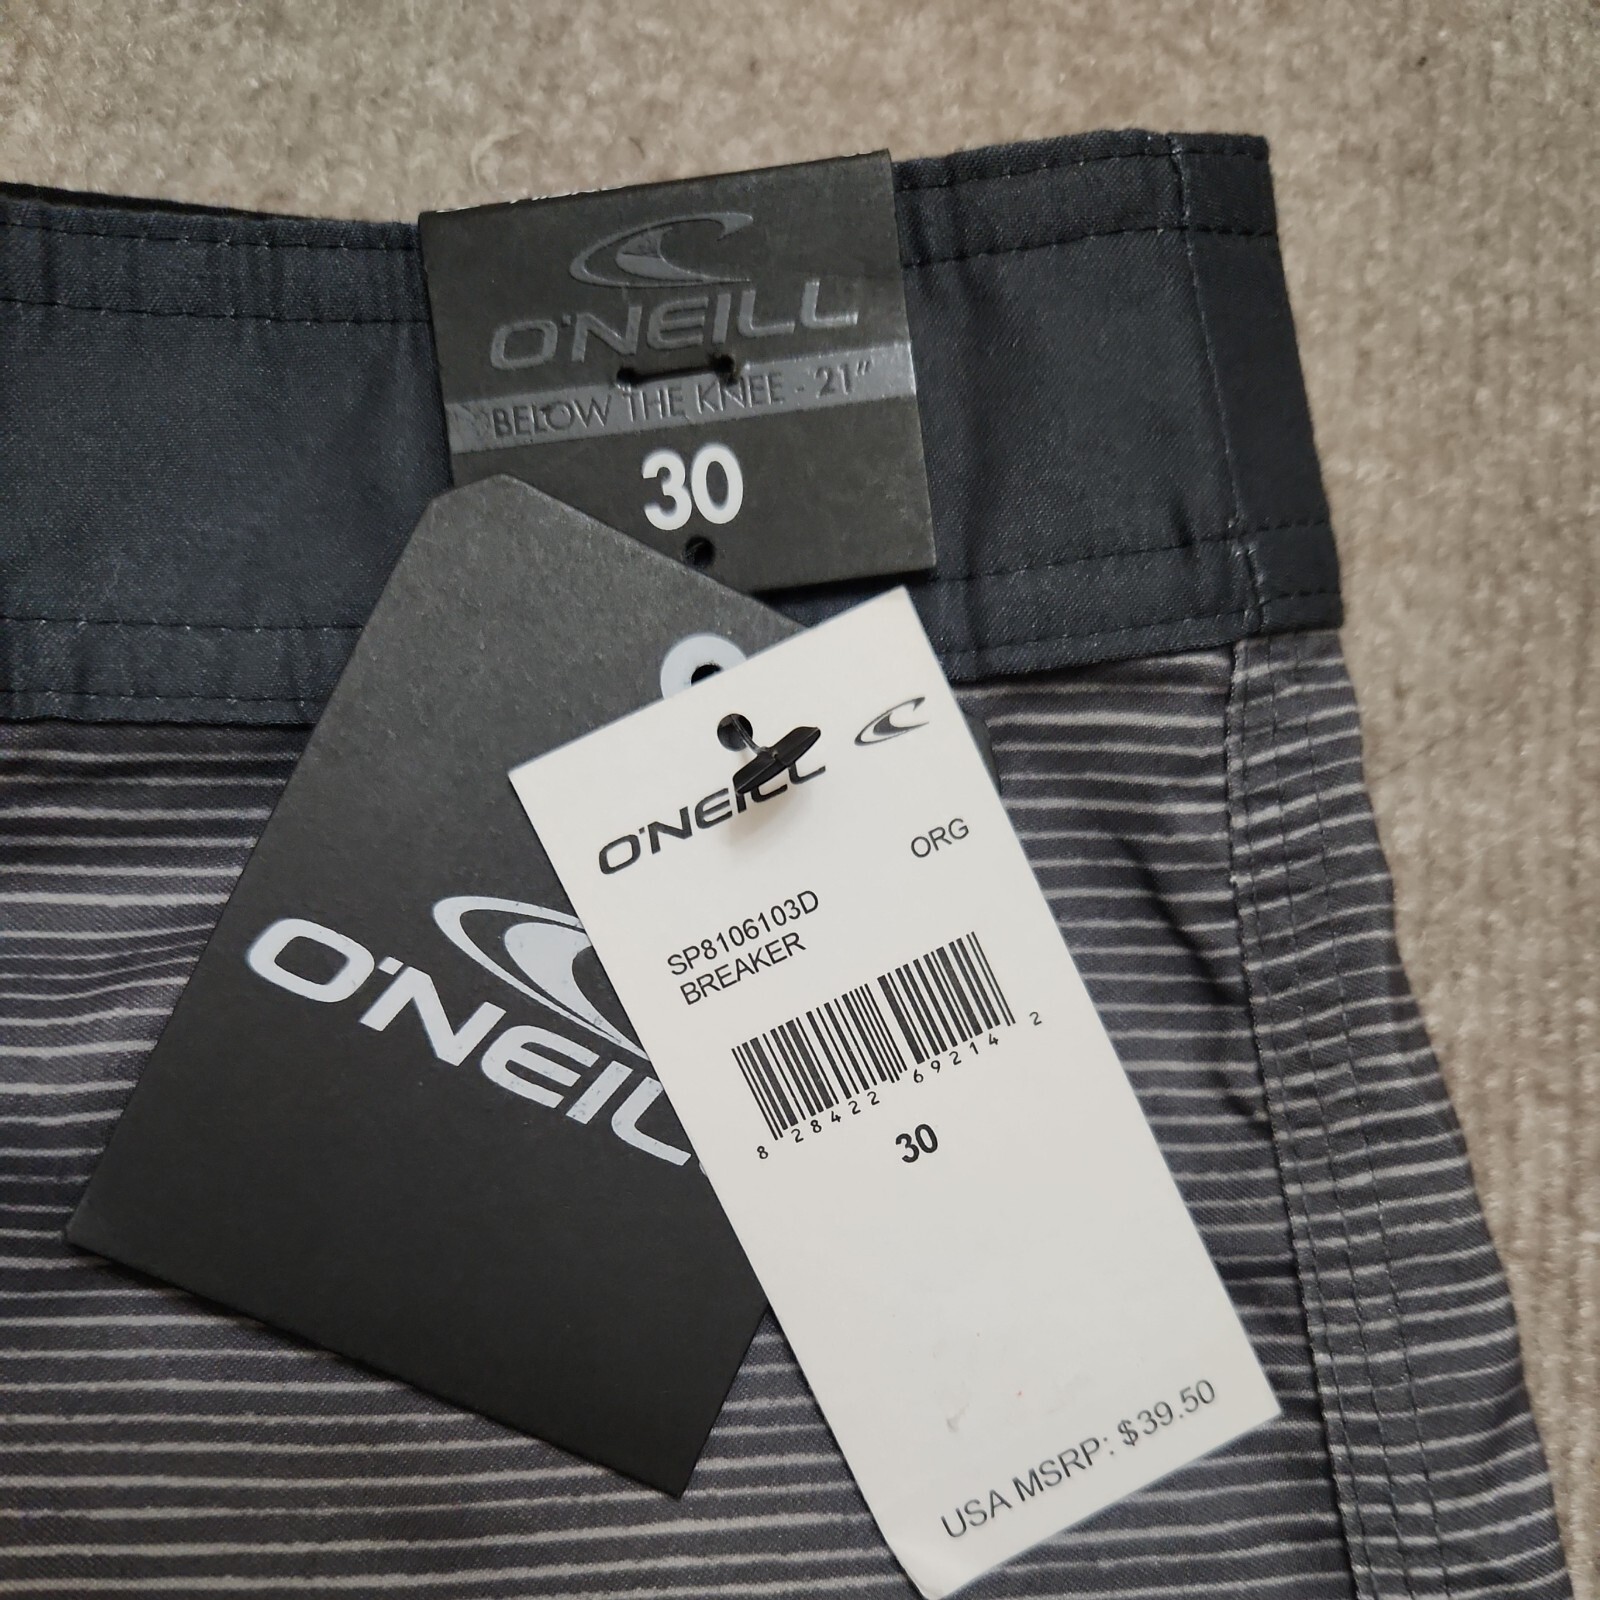 O'NEILL
BELOW THE KNEE - 21"
30
O'NEIL
O'NEILL
ORG
SP8106103D
BREAKER
8 28422 69214 2
30
USA MSRP: $39.50